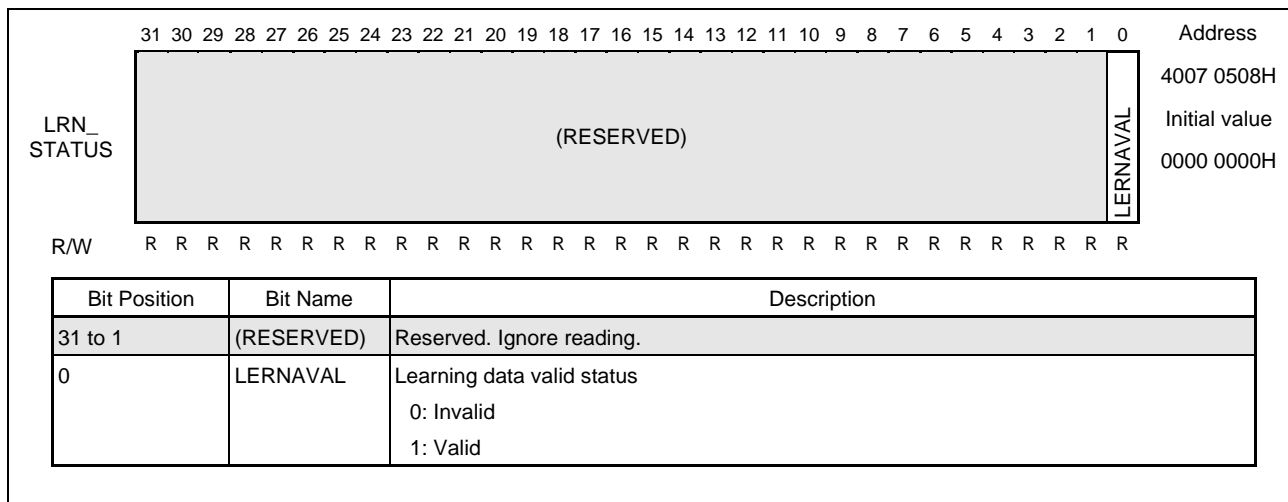 31 30 29 28 27 26 25 24 23 22 21 20 19 18 17 16 15 14 13 12 11 10 9 8 7 6 5 4 3 2 1 0 Address
4007 0508H
LRN_
STATUS
(RESERVED)
LERNAVAL
Initial value
0000 0000H
R/W R R R R R R R R R R R R R R R R R R R R R R R R R R R R R R R R
Bit Position Bit Name Description
31 to 1 (RESERVED) Reserved. Ignore reading.
0 LERNAVAL Learning data valid status
0: Invalid
1: Valid